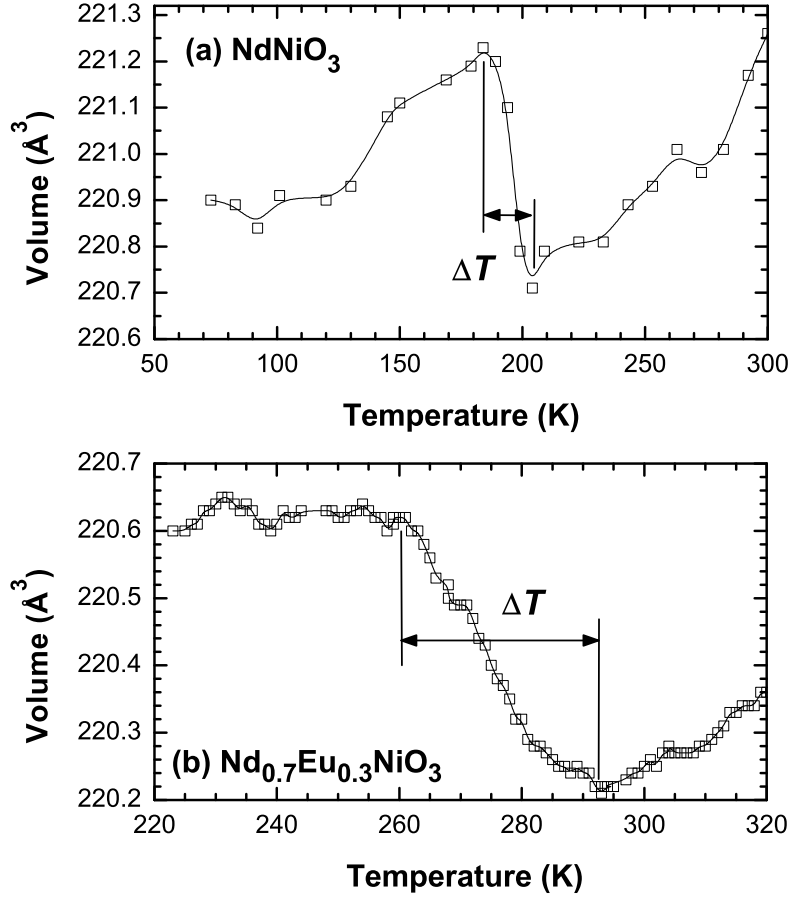 221.3
221.2
221.1
221.0
220.9
220.8
220.7
220.6
Volume (Å³)
(a) NdNiO₃
ΔT
50 100 150 200 250 300
Temperature (K)
220.7
220.6
220.5
220.4
220.3
220.2
Volume (Å³)
ΔT
(b) Nd₀.₇Eu₀.₃NiO₃
220 240 260 280 300 320
Temperature (K)